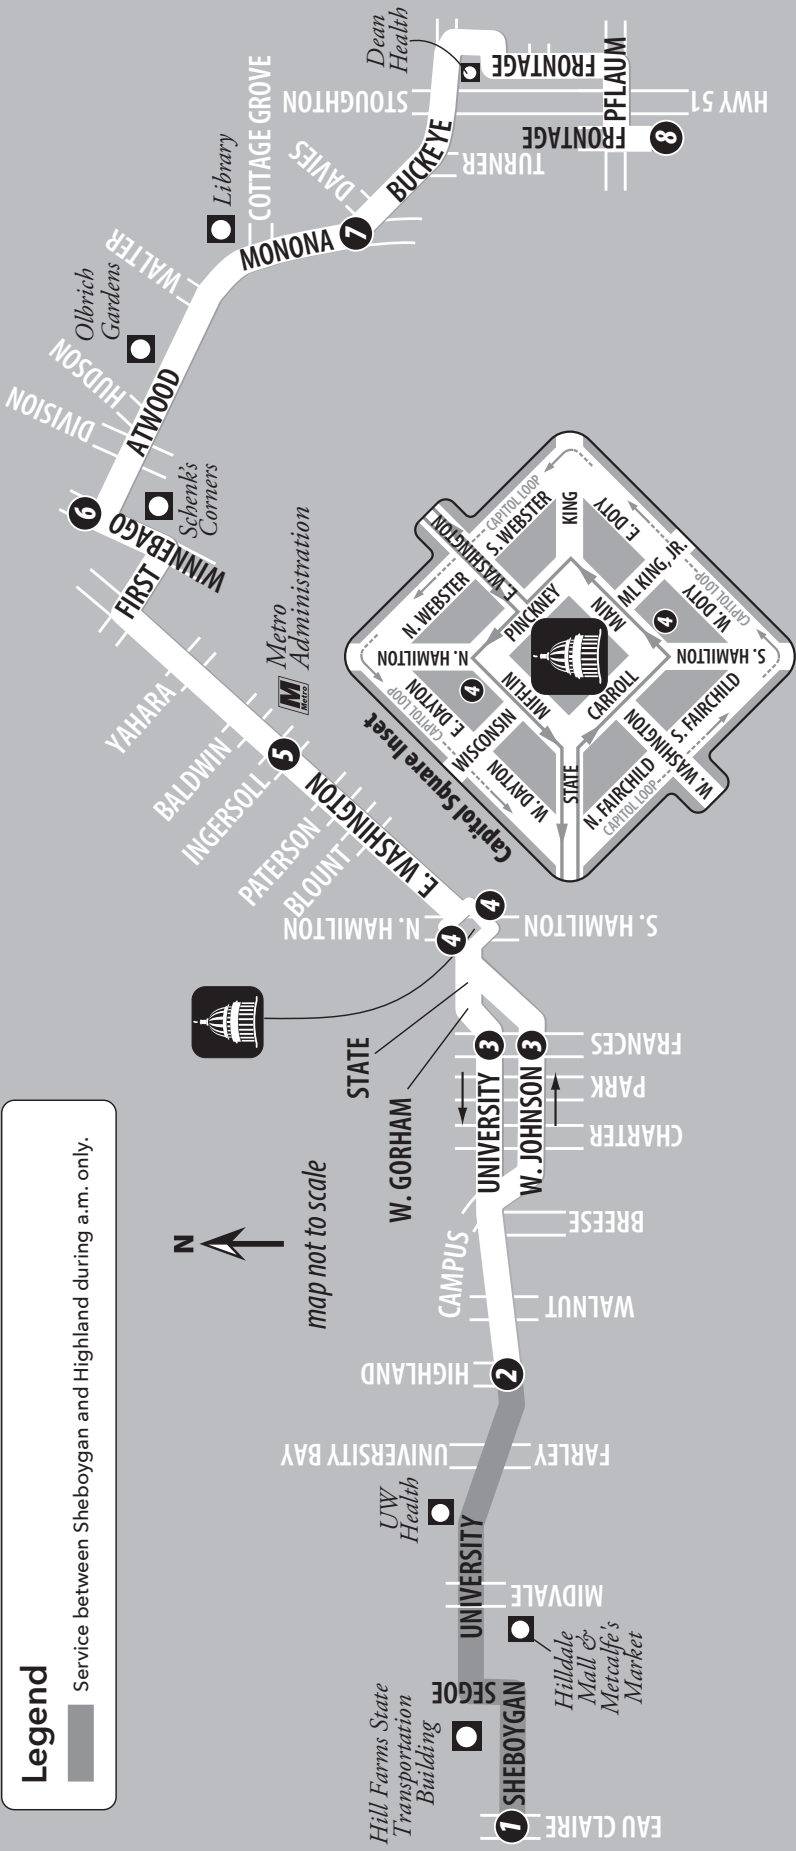 Legend
Service between Sheboygan and Highland during a.m. only.
N
map not to scale
Hill Farms State
Transportation
Building
1
EAU CLAIRE
SHEBOYGAN
SEGOE
Hilldale
Mall &
Metcalfe's
Market
MIDVALE
UNIVERSITY
UW
Health
UNIVERSITY BAY
FARLEY
HIGHLAND
2
WALNUT
CAMPUS
BREESE
UNIVERSITY
W. JOHNSON
CHARTER
PARK
FRANCES
3
3
W. GORHAM
STATE
4
4
N. HAMILTON
S. HAMILTON
E. WASHINGTON
BLOUNT
PATERSON
INGERSOLL
BALDWIN
5
YAHARA
M
Metro
Metro
Administration
FIRST
WINNEBAGO
6
Schenk's
Corners
ATWOOD
DIVISION
HUDSON
Olbrich
Gardens
WALTER
Library
COTTAGE GROVE
MONONA
7
DAVIES
BUCKEYE
TURNER
STOUGHTON
HWY 51
Dean
Health
FRONTAGE
PFLAUM
FRONTAGE
8
Capitol Square Inset
CAPITOL LOOP
E. DAYTON
W. DAYTON
WISCONSIN
N. HAMILTON
N. WEBSTER
E. WASHINGTON
S. WEBSTER
CAPITOL LOOP
KING
E. DOTY
ML KING, JR.
W. DOTY
CAPITOL LOOP
S. HAMILTON
S. FAIRCHILD
W. WASHINGTON
N. FAIRCHILD
CAPITOL LOOP
STATE
MIFFLIN
PINCKNEY
MAIN
CARROLL
4
4